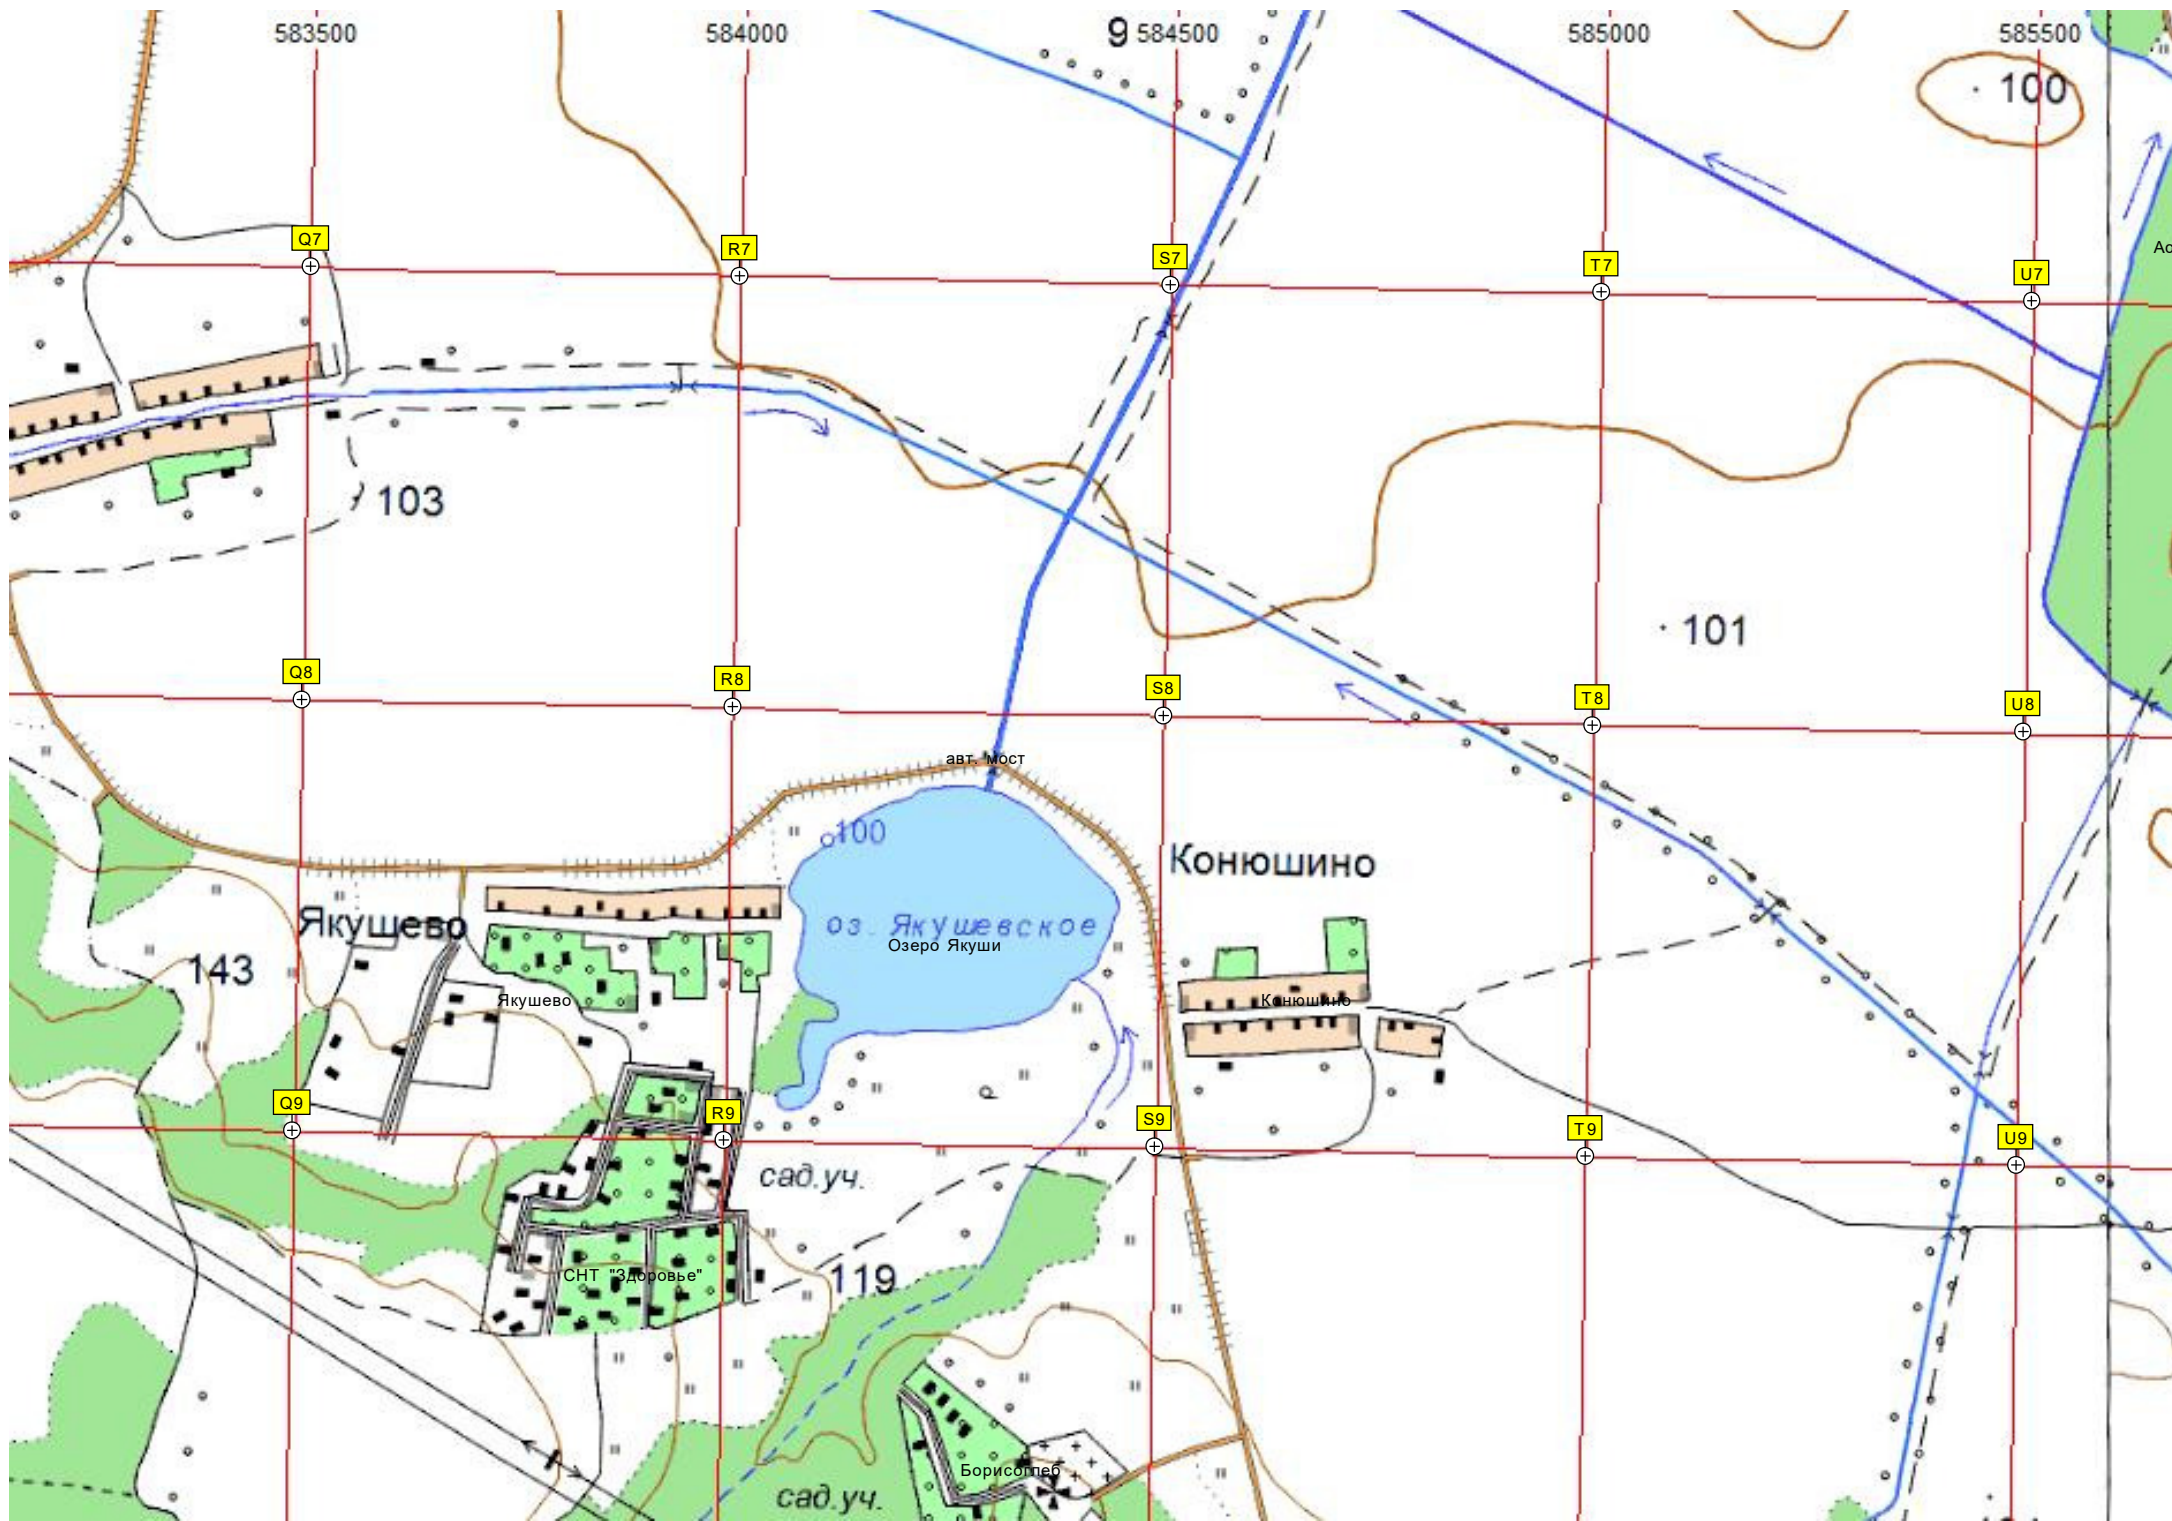 583500
584000
9
584500
585000
585500
100
Q7
R7
S7
T7
U7
103
101
Q8
R8
S8
T8
U8
авт. мост
100
Конюшино
Якушево
оз. Якушевское
Озеро Якуши
143
Якушево
Конюшино
Q9
R9
S9
T9
U9
сад.уч.
119
СНТ "Здоровье"
Борисоглеб
сад.уч.